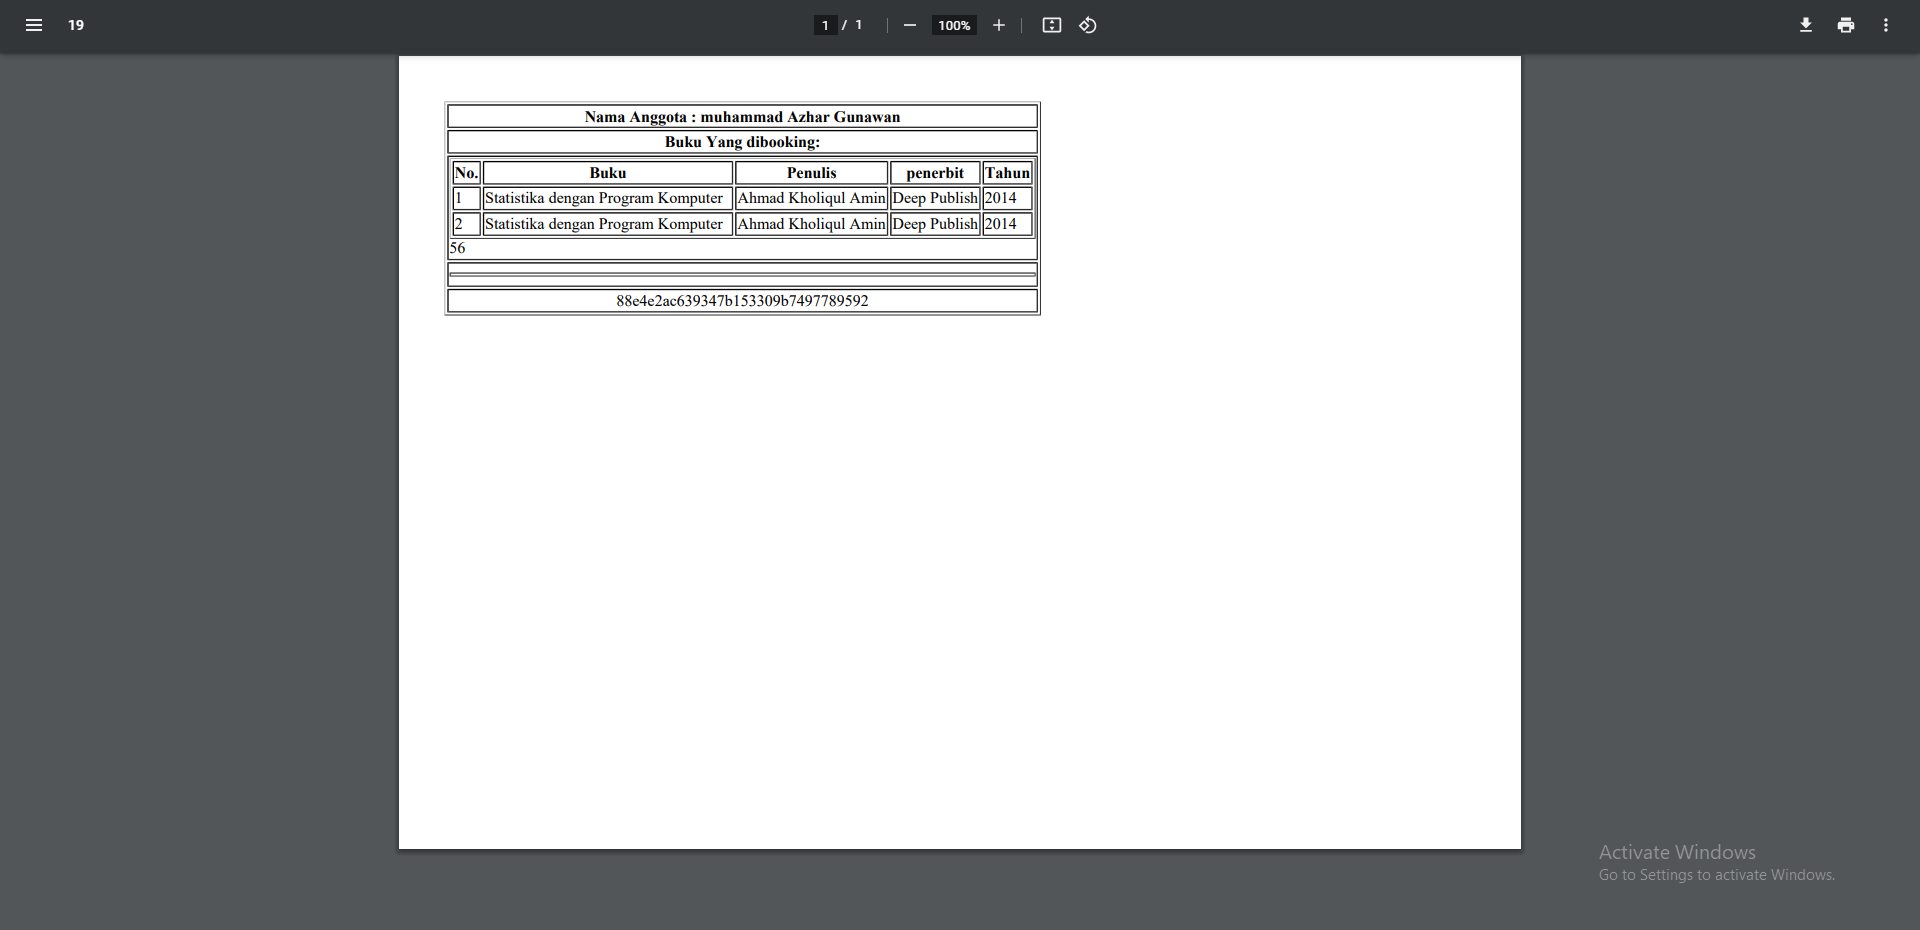 19
1 / 1
100%
Nama Anggota : muhammad Azhar Gunawan
Buku Yang dibooking:
No. Buku Penulis penerbit Tahun
1 Statistika dengan Program Komputer Ahmad Kholiqul Amin Deep Publish 2014
2 Statistika dengan Program Komputer Ahmad Kholiqul Amin Deep Publish 2014
56
88e4e2ac639347b153309b7497789592
Activate Windows
Go to Settings to activate Windows.